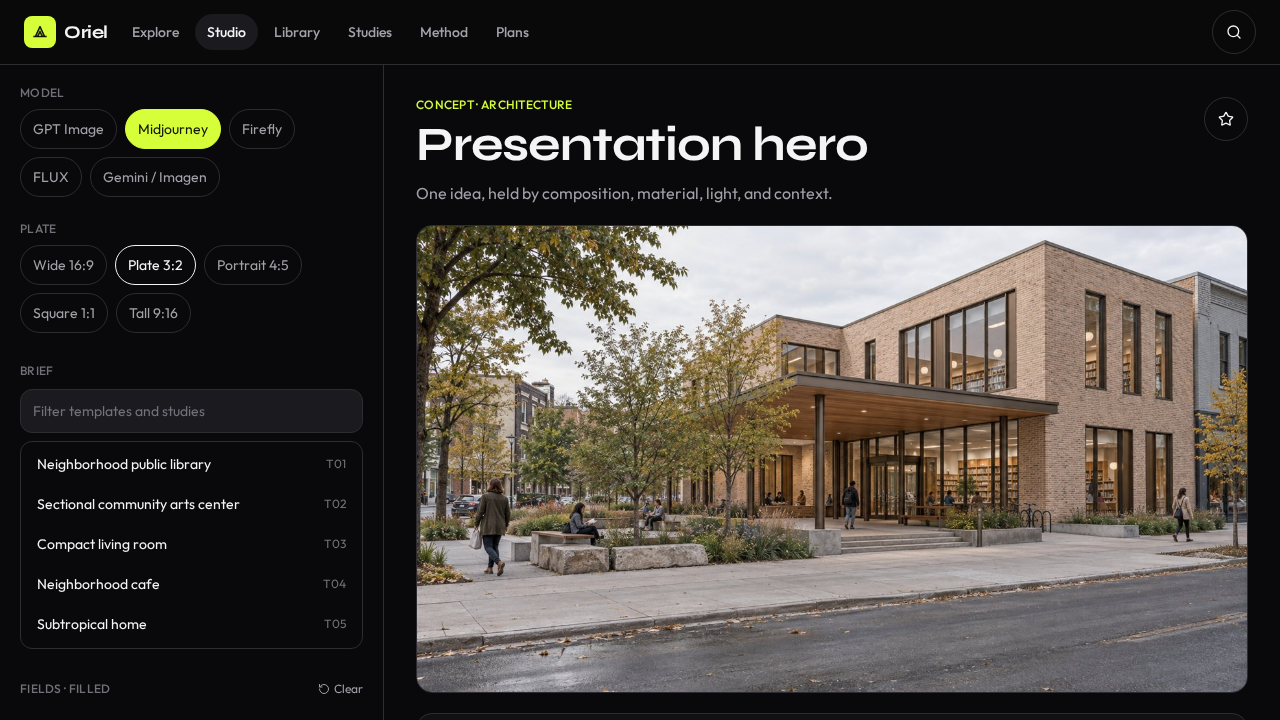 Oriel
Explore
Studio
Library
Studies
Method
Plans
MODEL
GPT Image
Midjourney
Firefly
FLUX
Gemini / Imagen
PLATE
Wide 16:9
Plate 3:2
Portrait 4:5
Square 1:1
Tall 9:16
BRIEF
Filter templates and studies
Neighborhood public library T01
Sectional community arts center T02
Compact living room T03
Neighborhood cafe T04
Subtropical home T05
FIELDS · FILLED
Clear
CONCEPT · ARCHITECTURE
Presentation hero
One idea, held by composition, material, light, and context.